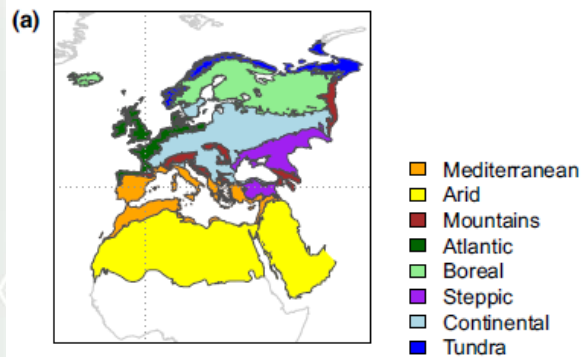 (a)
Mediterranean
Arid
Mountains
Atlantic
Boreal
Steppic
Continental
Tundra